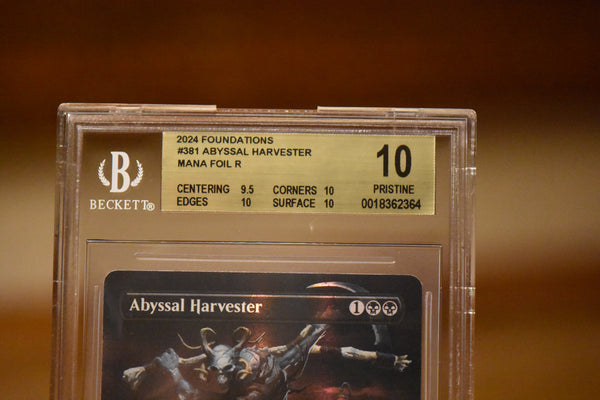 2024 FOUNDATIONS
#381 ABYSSAL HARVESTER
MANA FOIL R
10
PRISTINE
CENTERING 9.5 CORNERS 10
EDGES 10 SURFACE 10
0018362364
B
BECKETT®
Abyssal Harvester 1